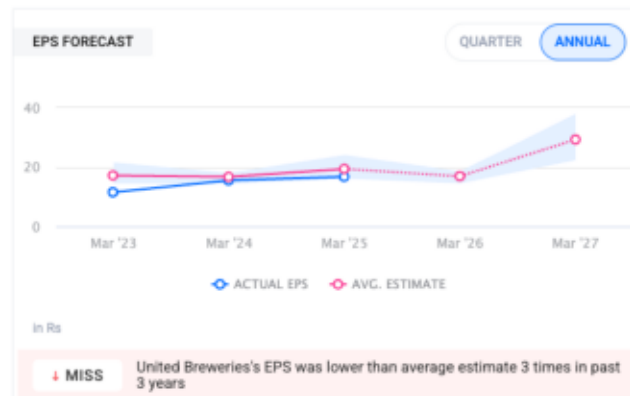 EPS FORECAST
QUARTER ANNUAL
40
20
0
Mar '23 Mar '24 Mar '25 Mar '26 Mar '27
ACTUAL EPS AVG. ESTIMATE
in Rs
↓ MISS
United Breweries's EPS was lower than average estimate 3 times in past
3 years